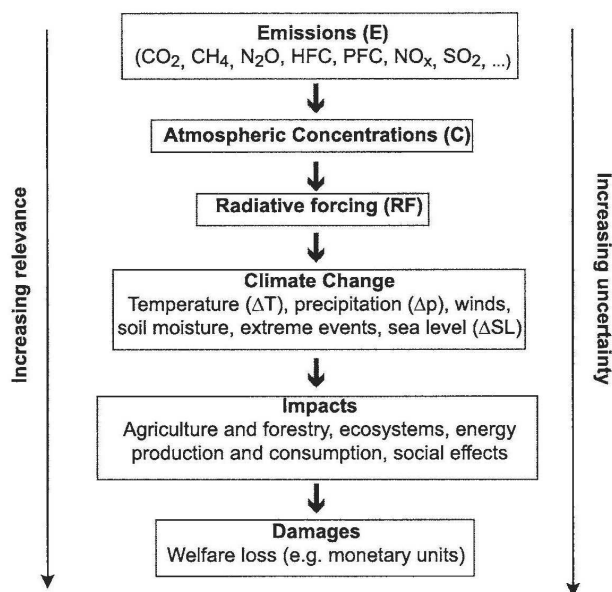 Emissions (E)
(CO₂, CH₄, N₂O, HFC, PFC, NOₓ, SO₂, ...)
Atmospheric Concentrations (C)
Radiative forcing (RF)
Climate Change
Temperature (ΔT), precipitation (Δp), winds,
soil moisture, extreme events, sea level (ΔSL)
Impacts
Agriculture and forestry, ecosystems, energy
production and consumption, social effects
Damages
Welfare loss (e.g. monetary units)
Increasing relevance
Increasing uncertainty